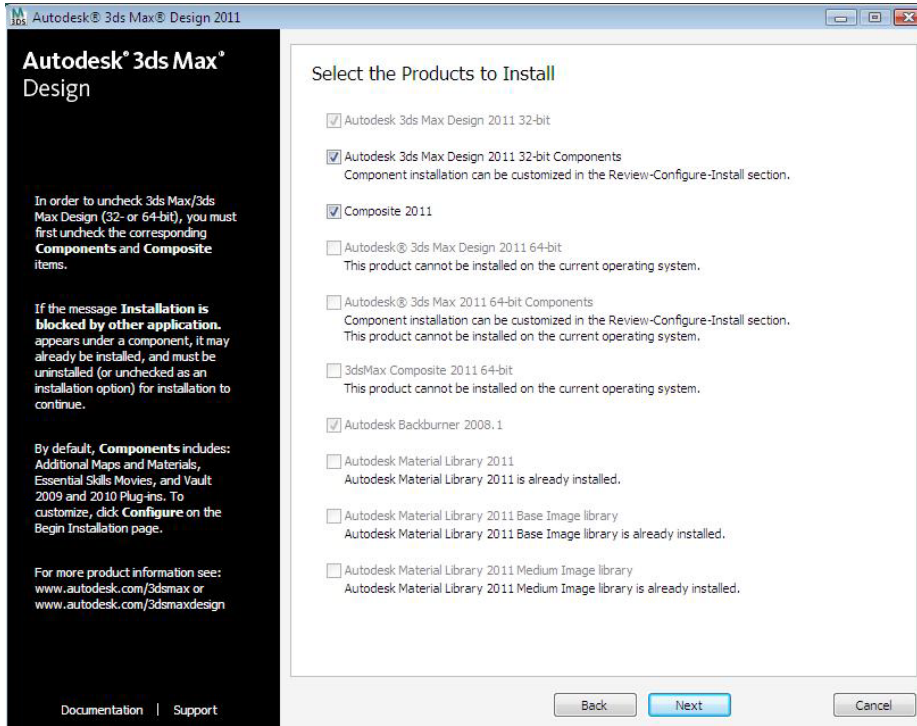 Autodesk® 3ds Max® Design 2011
Autodesk® 3ds Max®
Design
In order to uncheck 3ds Max/3ds
Max Design (32- or 64-bit), you must
first uncheck the corresponding
Components and Composite
items.
If the message Installation is
blocked by other application.
appears under a component, it may
already be installed, and must be
uninstalled (or unchecked as an
installation option) for installation to
continue.
By default, Components includes:
Additional Maps and Materials,
Essential Skills Movies, and Vault
2009 and 2010 Plug-ins. To
customize, click Configure on the
Begin Installation page.
For more product information see:
www.autodesk.com/3dsmax or
www.autodesk.com/3dsmaxdesign
Documentation | Support
Select the Products to Install
Autodesk 3ds Max Design 2011 32-bit
Autodesk 3ds Max Design 2011 32-bit Components
Component installation can be customized in the Review-Configure-Install section.
Composite 2011
Autodesk® 3ds Max Design 2011 64-bit
This product cannot be installed on the current operating system.
Autodesk® 3ds Max 2011 64-bit Components
Component installation can be customized in the Review-Configure-Install section.
This product cannot be installed on the current operating system.
3dsMax Composite 2011 64-bit
This product cannot be installed on the current operating system.
Autodesk Backburner 2008.1
Autodesk Material Library 2011
Autodesk Material Library 2011 is already installed.
Autodesk Material Library 2011 Base Image library
Autodesk Material Library 2011 Base Image library is already installed.
Autodesk Material Library 2011 Medium Image library
Autodesk Material Library 2011 Medium Image library is already installed.
Back
Next
Cancel